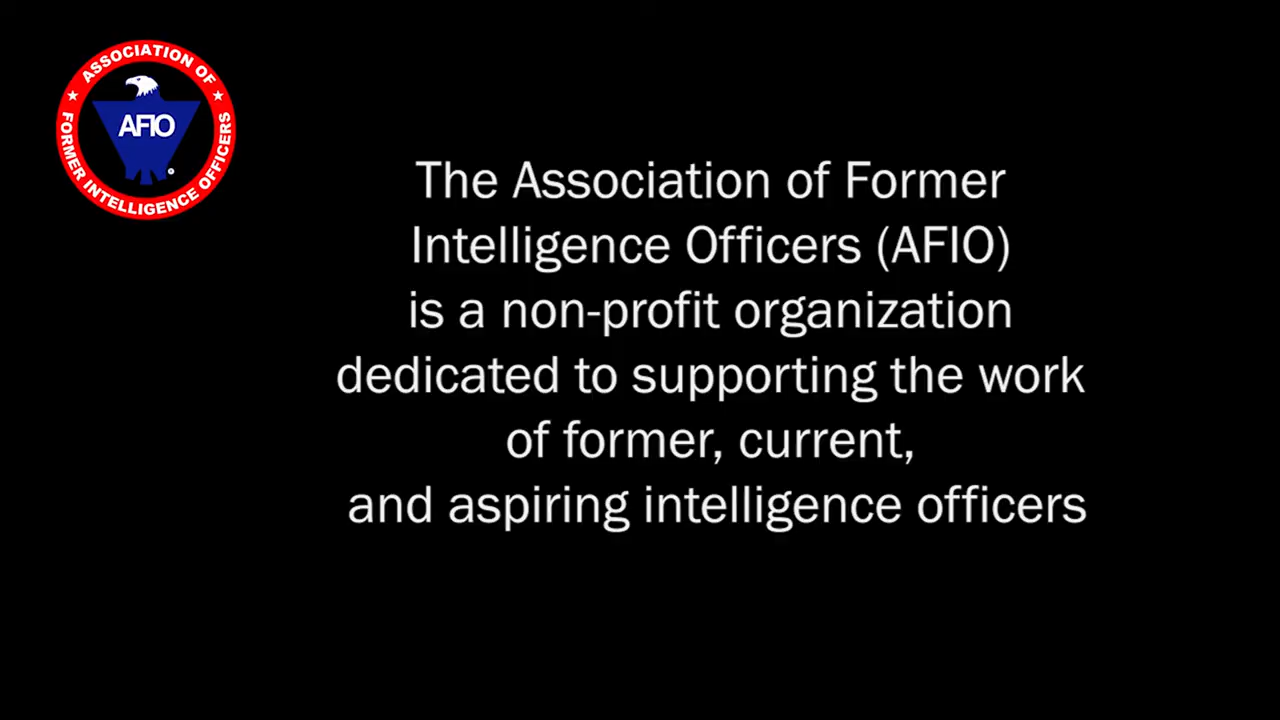 ASSOCIATION OF
FORMER INTELLIGENCE OFFICERS
AFIO
The Association of Former
Intelligence Officers (AFIO)
is a non-profit organization
dedicated to supporting the work
of former, current,
and aspiring intelligence officers